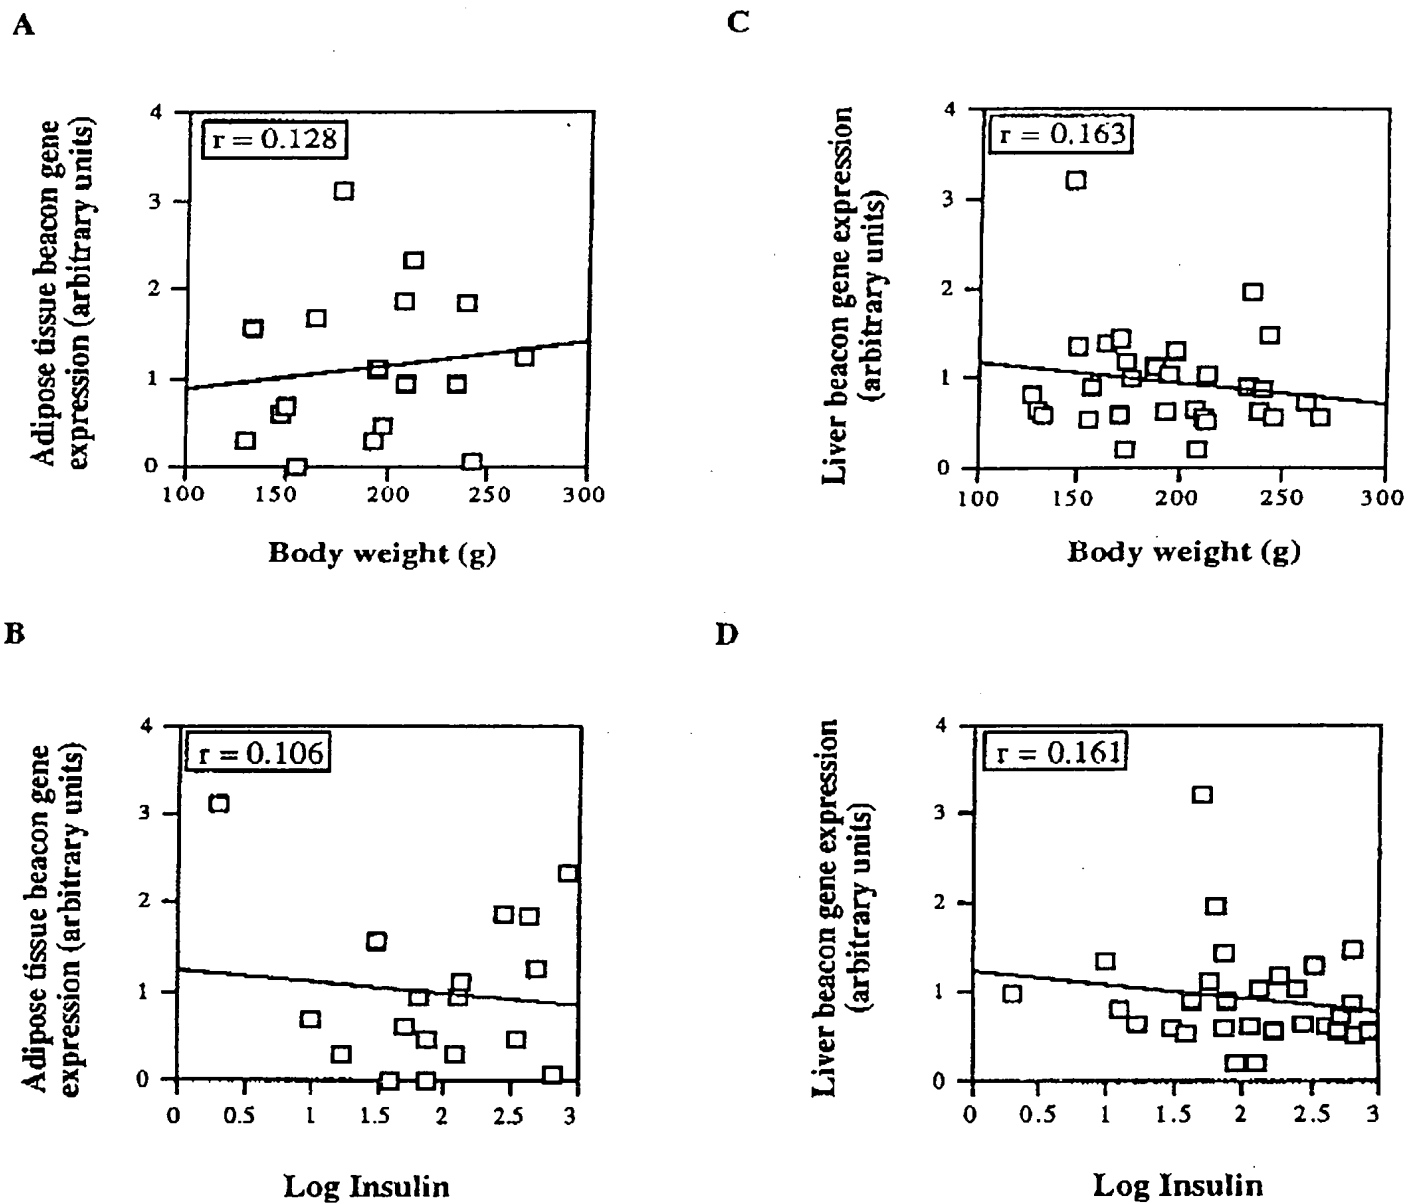 A
Adipose tissue beacon gene
expression (arbitrary units)
4
3
2
1
0
r = 0.128
100
150
200
250
300
Body weight (g)
C
Liver beacon gene expression
(arbitrary units)
4
3
2
1
0
r = 0.163
100
150
200
250
300
Body weight (g)
B
Adipose tissue beacon gene
expression (arbitrary units)
4
3
2
1
0
r = 0.106
0
0.5
1
1.5
2
2.5
3
Log Insulin
D
Liver beacon gene expression
(arbitrary units)
4
3
2
1
0
r = 0.161
0
0.5
1
1.5
2
2.5
3
Log Insulin